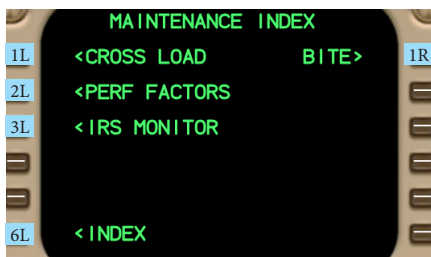 MAINTENANCE INDEX
1L <CROSS LOAD BITE> 1R
2L <PERF FACTORS
3L <IRS MONITOR
6L <INDEX